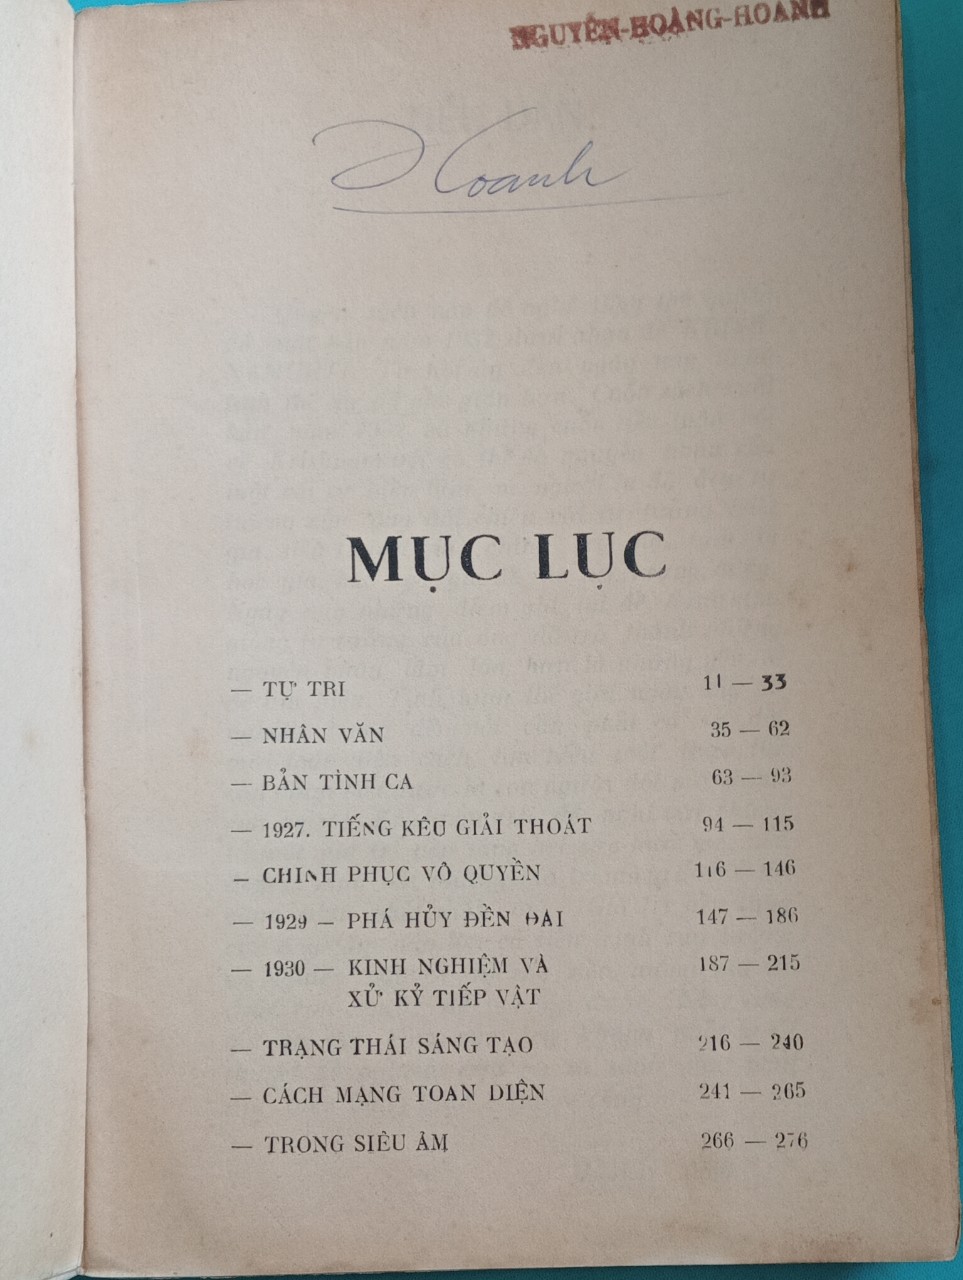 NGUYỄN-HOÀNG-HOANH
Hoanh
MỤC LỤC
— TỰ TRI 11 — 33
— NHÂN VĂN 35 — 62
— BẢN TÌNH CA 63 — 93
— 1927. TIẾNG KÊU GIẢI THOÁT 94 — 115
— CHINH PHỤC VÔ QUYỀN 116 — 146
— 1929 — PHÁ HỦY ĐỀN ĐÀI 147 — 186
— 1930 — KINH NGHIỆM VÀ 187 — 215
XỬ KỶ TIẾP VẬT
— TRẠNG THÁI SÁNG TẠO 216 — 240
— CÁCH MẠNG TOAN DIỆN 241 — 265
— TRONG SIÊU ÂM 266 — 276